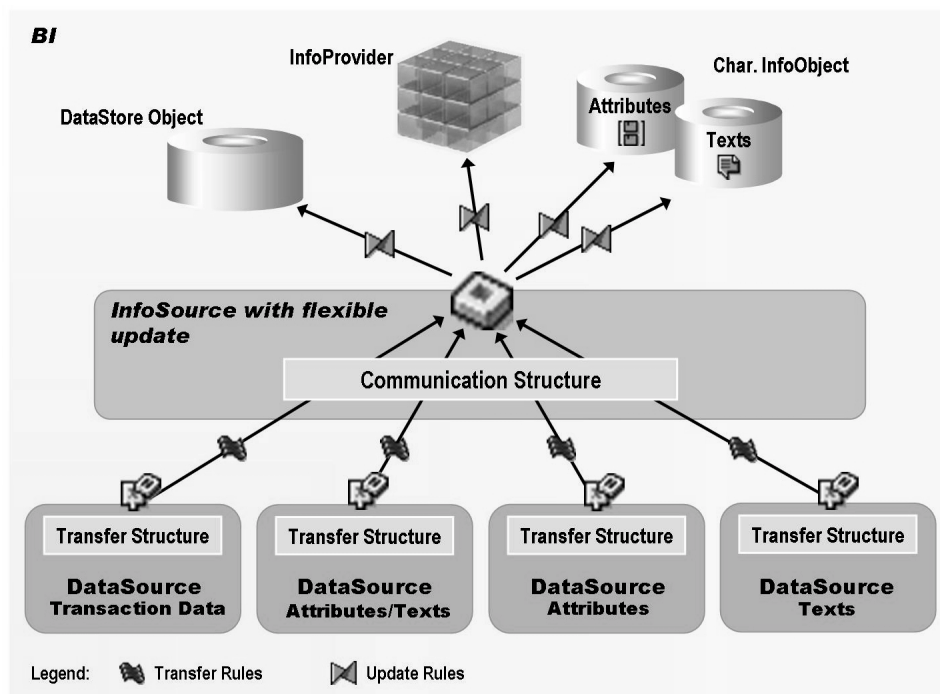 BI
InfoProvider
Char. InfoObject
DataStore Object
Attributes
Texts
InfoSource with flexible
update
Communication Structure
Transfer Structure
DataSource
Transaction Data
Transfer Structure
DataSource
Attributes/Texts
Transfer Structure
DataSource
Attributes
Transfer Structure
DataSource
Texts
Legend: Transfer Rules Update Rules